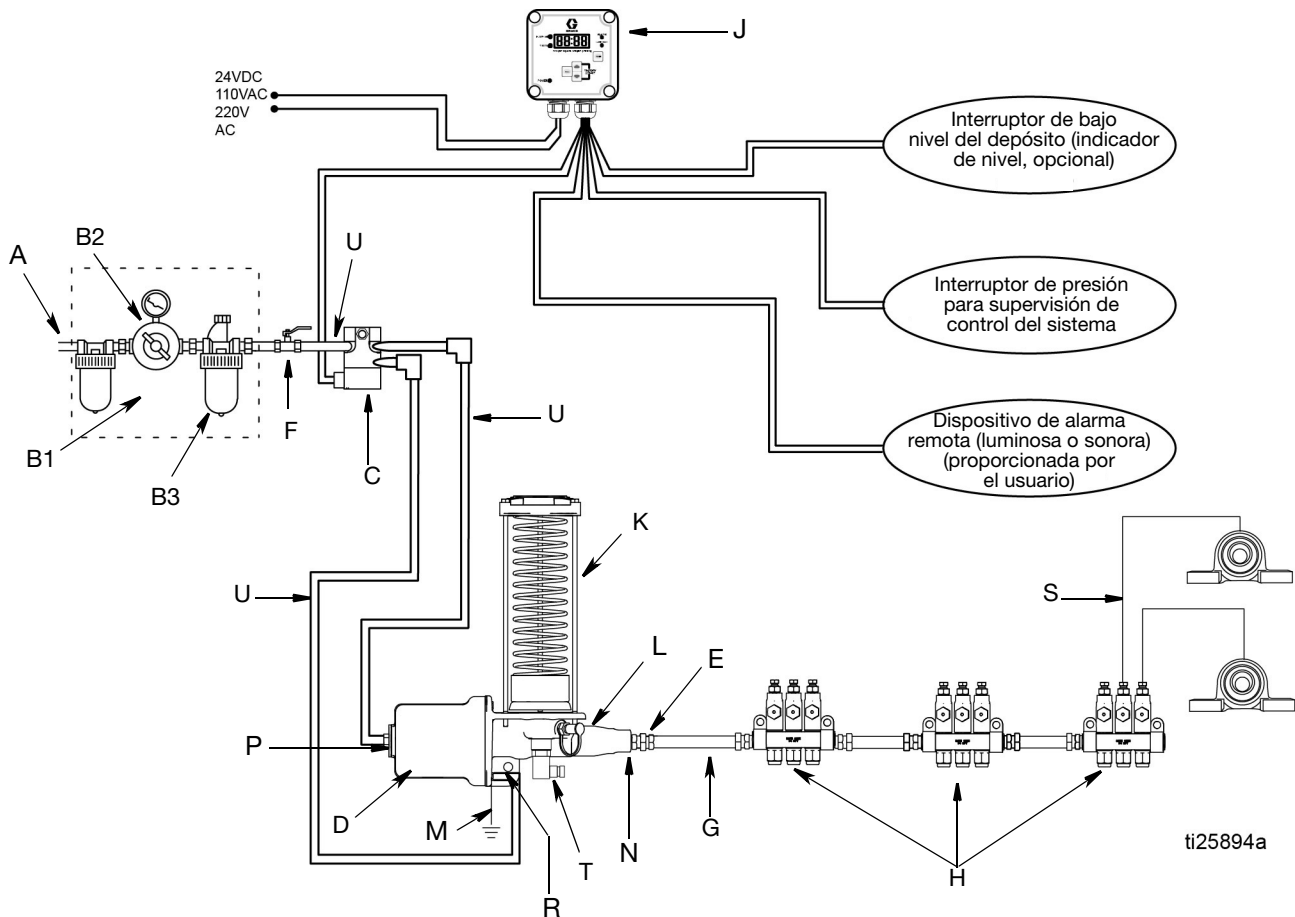 J
24VDC
110VAC
220V
AC
Interruptor de bajo
nivel del depósito (indicador
de nivel, opcional)
B2
A
U
Interruptor de presión
para supervisión de
control del sistema
F
U
B1
B3
C
Dispositivo de alarma
remota (luminosa o sonora)
(proporcionada por
el usuario)
K
U
S
L
E
P
D
M
T
N
G
R
H
ti25894a